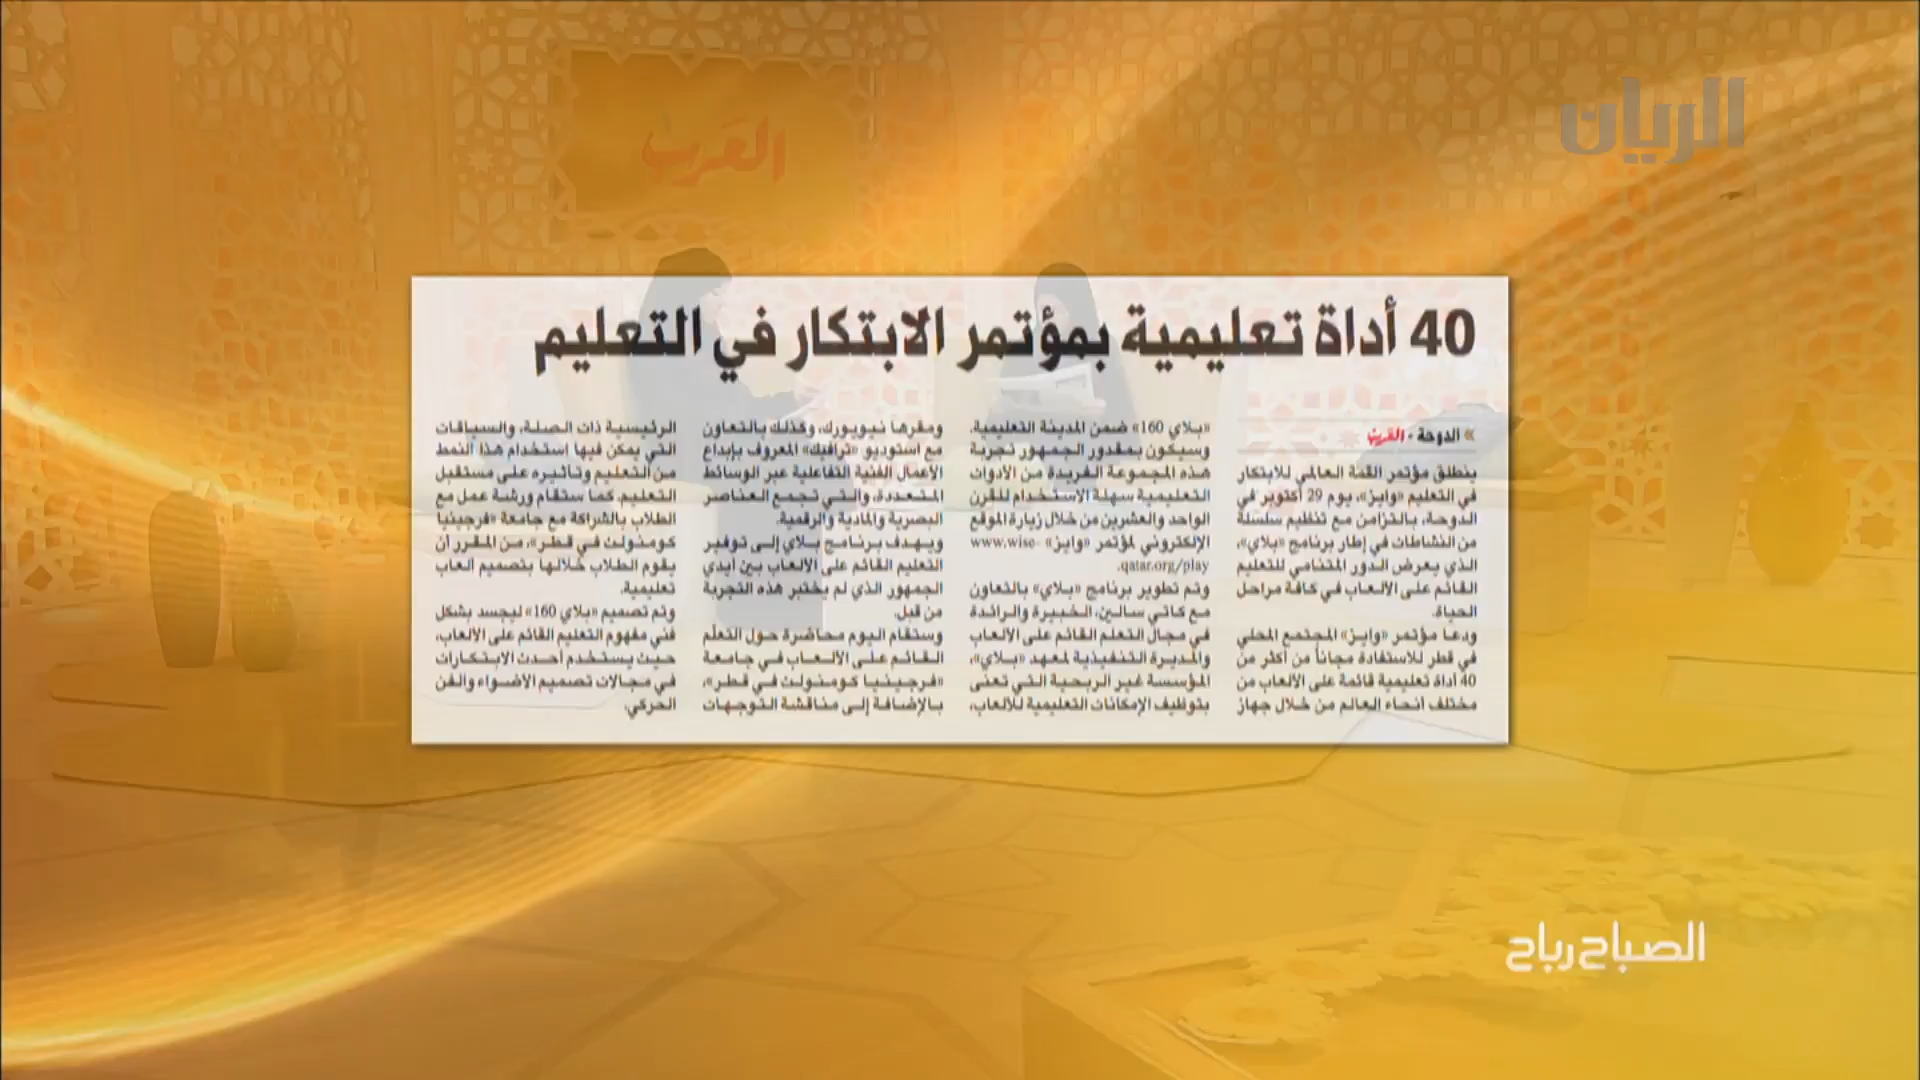 الريان
العرب
40 أداة تعليمية بمؤتمر الابتكار في التعليم
» الدوحة - العرب
ينطلق مؤتمر القمة العالمي للابتكار
في التعليم «وايز»، يوم 29 أكتوبر في
الدوحة، بالتزامن مع تنظيم سلسلة
من النشاطات في إطار برنامج «بلاي»،
الذي يعرض الدور المتنامي للتعليم
القائم على الألعاب في كافة مراحل
الحياة.
ودعا مؤتمر «وايز» المجتمع المحلي
في قطر للاستفادة مجاناً من أكثر من
40 أداة تعليمية قائمة على الألعاب من
مختلف أنحاء العالم من خلال جهاز
«بلاي 160» ضمن المدينة التعليمية.
وسيكون بمقدور الجمهور تجربة
هذه المجموعة الفريدة من الأدوات
التعليمية سهلة الاستخدام للقرن
الواحد والعشرين من خلال زيارة الموقع
الإلكتروني لمؤتمر «وايز» www.wise-
qatar.org/play.
وتم تطوير برنامج «بلاي» بالتعاون
مع كاتي سالين، الخبيرة والرائدة
في مجال التعلم القائم على الألعاب
والمديرة التنفيذية لمعهد «بلاي»،
المؤسسة غير الربحية التي تعنى
بتوظيف الإمكانات التعليمية للألعاب،
ومقرها نيويورك، وكذلك بالتعاون
مع استوديو «ترافيك» المعروف بإبداع
الأعمال الفنية التفاعلية عبر الوسائط
المتعددة، والتي تجمع العناصر
البصرية والمادية والرقمية.
ويهدف برنامج بلاي إلى توفير
التعليم القائم على الألعاب بين أيدي
الجمهور الذي لم يختبر هذه التجربة
من قبل.
وستقام اليوم محاضرة حول التعلّم
القائم على الألعاب في جامعة
«فرجينيا كومنولث في قطر»،
بالإضافة إلى مناقشة التوجهات
الرئيسية ذات الصلة، والسياقات
التي يمكن فيها استخدام هذا النمط
من التعليم وتأثيره على مستقبل
التعليم. كما ستقام ورشة عمل مع
الطلاب بالشراكة مع جامعة «فرجينيا
كومنولث في قطر»، من المقرر أن
يقوم الطلاب خلالها بتصميم ألعاب
تعليمية.
وتم تصميم «بلاي 160» ليجسد بشكل
فني مفهوم التعليم القائم على الألعاب،
حيث يستخدم أحدث الابتكارات
في مجالات تصميم الأضواء والفن
الحركي.
الصباح رباح